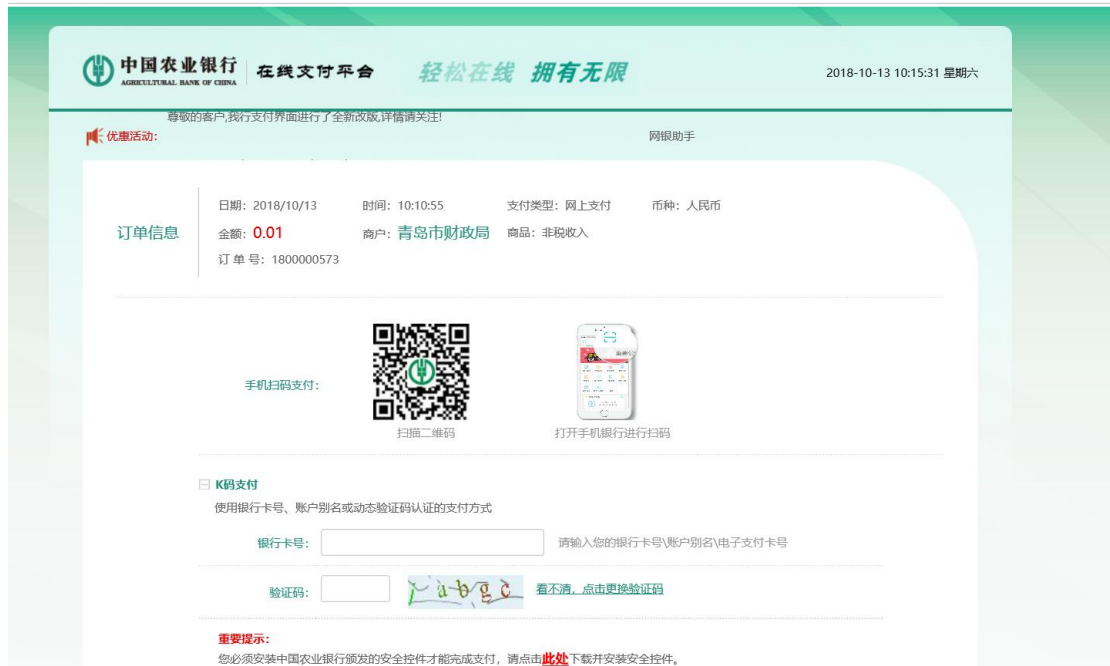 中国农业银行 在线支付平台 轻松在线 拥有无限 2018-10-13 10:15:31 星期六
AGRICULTURAL BANK OF CHINA
尊敬的客户,我行支付界面进行了全新改版,详情请关注!
优惠活动: 网银助手
日期: 2018/10/13 时间: 10:10:55 支付类型: 网上支付 币种: 人民币
订单信息 金额: 0.01 商户: 青岛市财政局 商品: 非税收入
订 单 号: 1800000573
手机扫码支付:
扫描二维码 打开手机银行进行扫码
K码支付
使用银行卡号、账户别名或动态验证码认证的支付方式
银行卡号: 请输入您的银行卡号\账户别名\电子支付卡号
验证码: 看不清，点击更换验证码
重要提示:
您必须安装中国农业银行颁发的安全控件才能完成支付，请点击此处下载并安装安全控件。